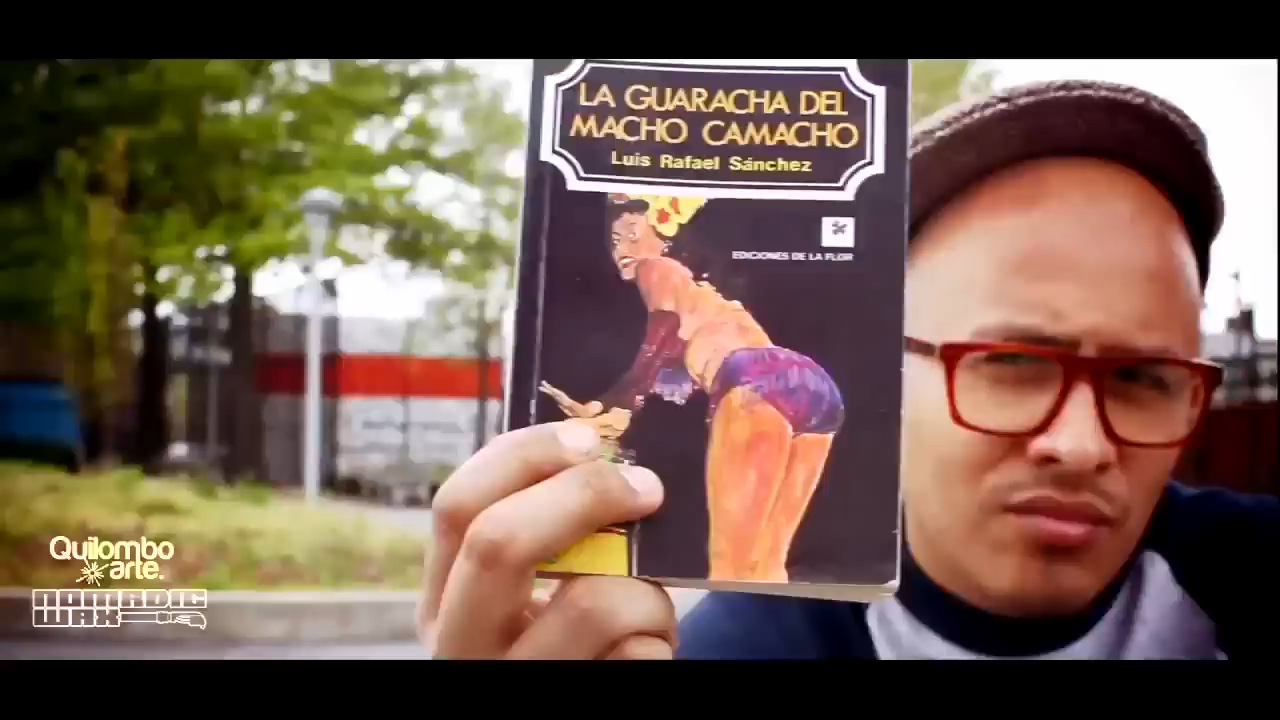 LA GUARACHA DEL
MACHO CAMACHO
Luis Rafael Sánchez
EDICIONES DE LA FLOR
Quilombo
arte.
NOMADIC
WAX